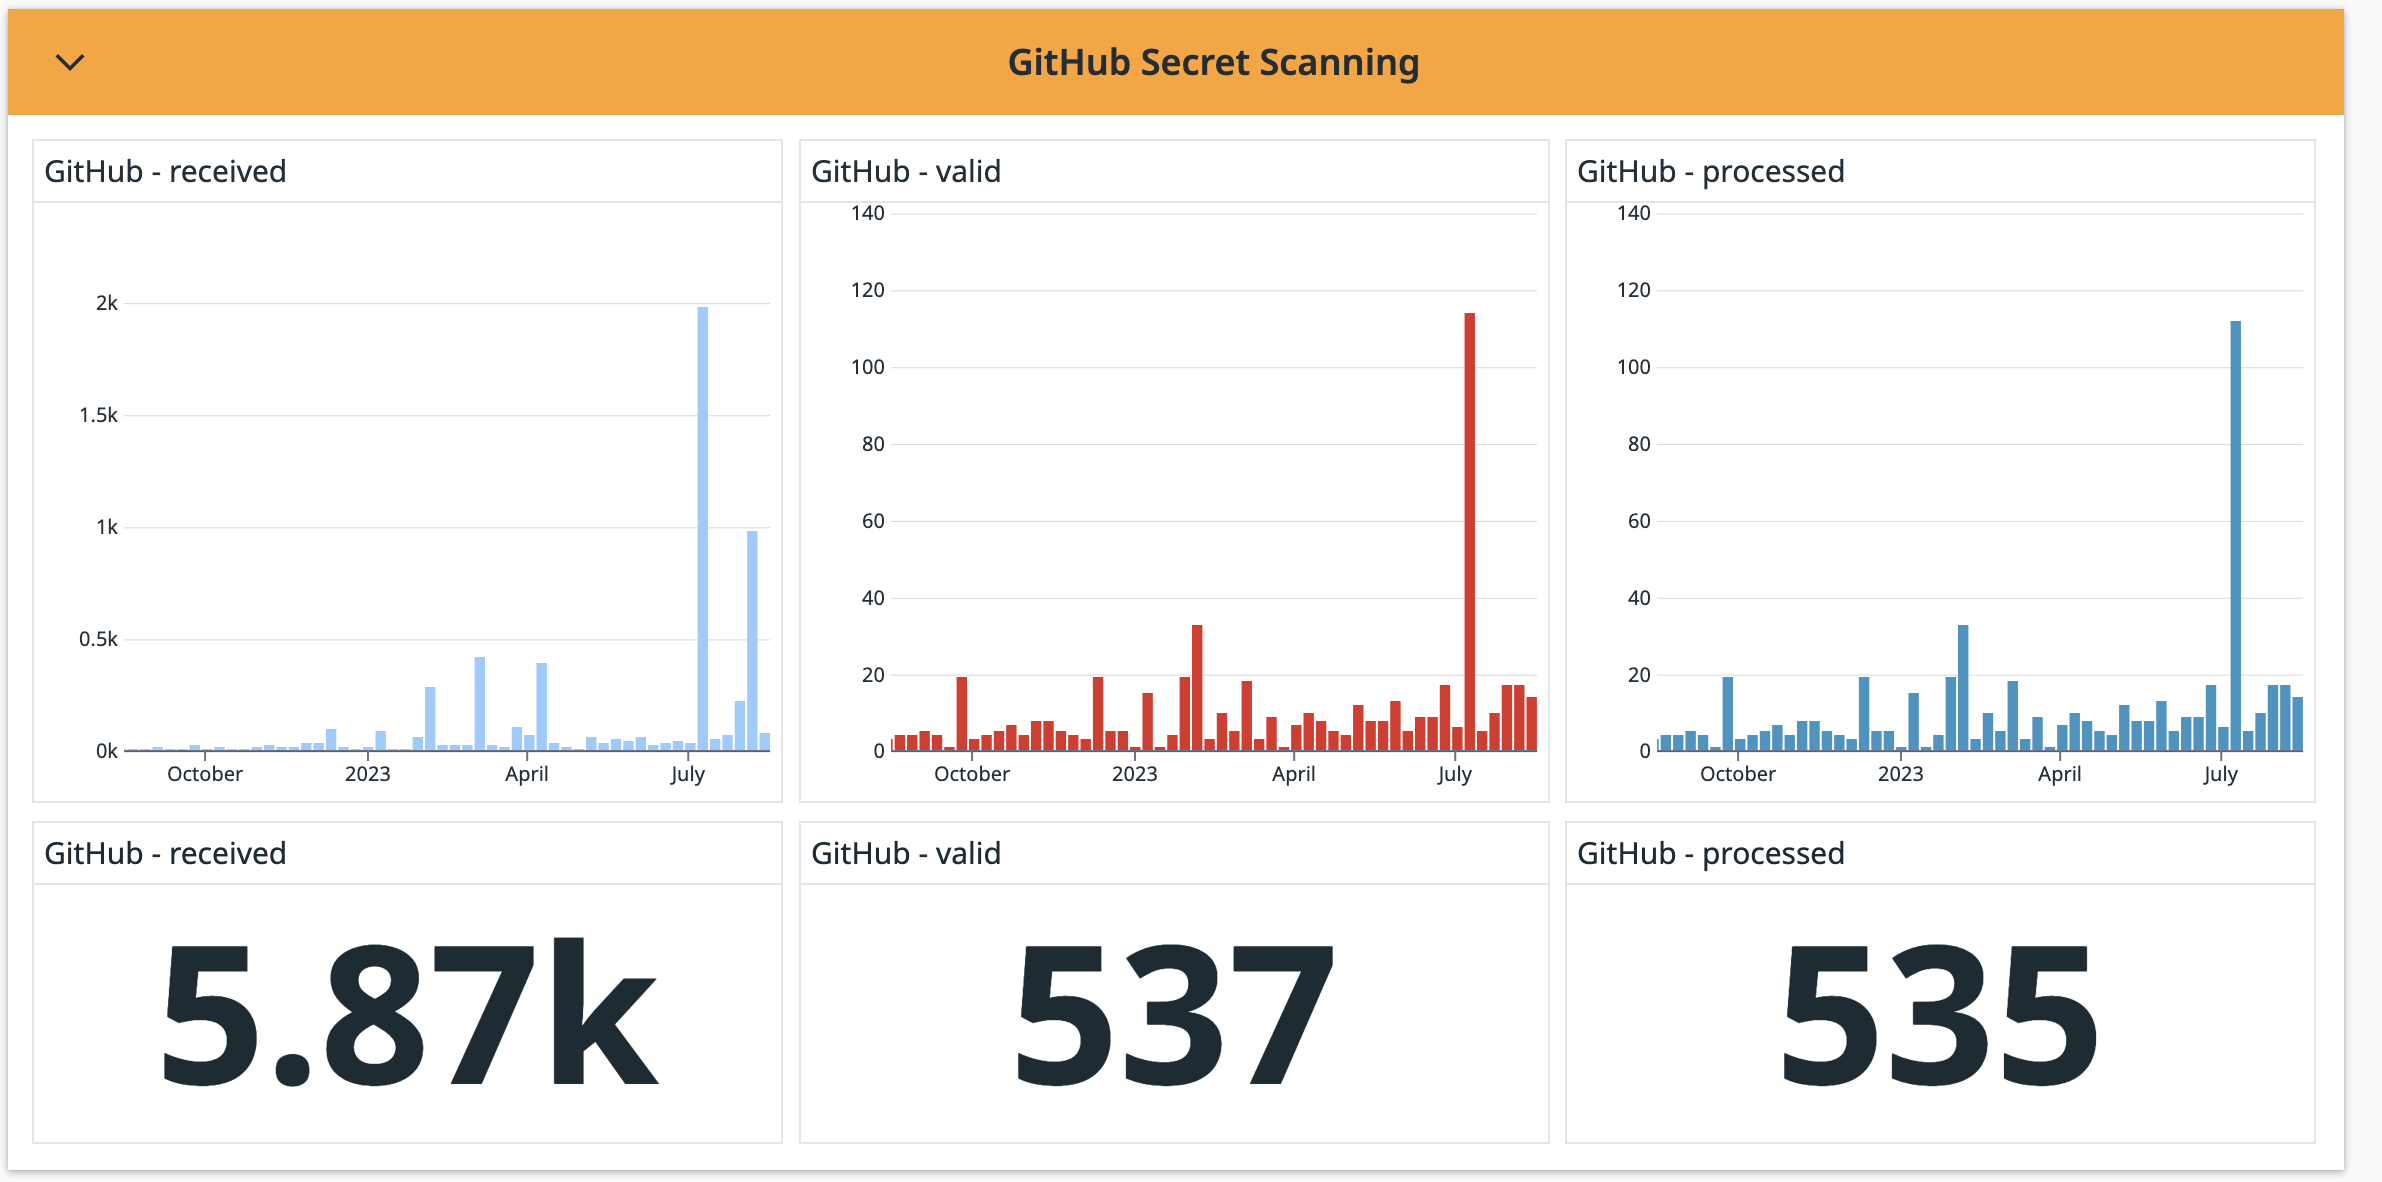 GitHub Secret Scanning
GitHub - received
2k
1.5k
1k
0.5k
0k
October 2023 April July
GitHub - valid
140
120
100
80
60
40
20
0
October 2023 April July
GitHub - processed
140
120
100
80
60
40
20
0
October 2023 April July
GitHub - received
5.87k
GitHub - valid
537
GitHub - processed
535